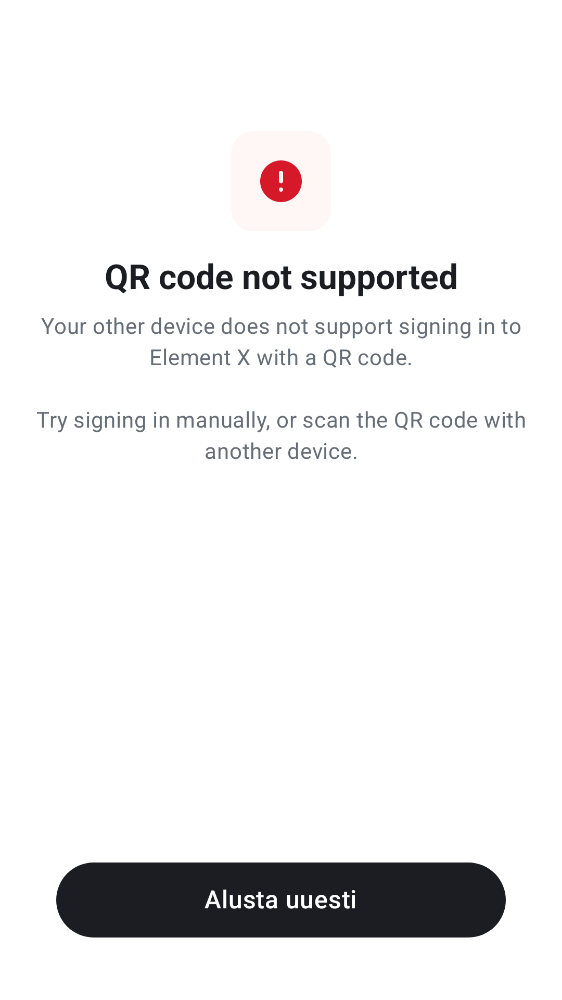 QR code not supported
Your other device does not support signing in to
Element X with a QR code.
Try signing in manually, or scan the QR code with
another device.
Alusta uuesti